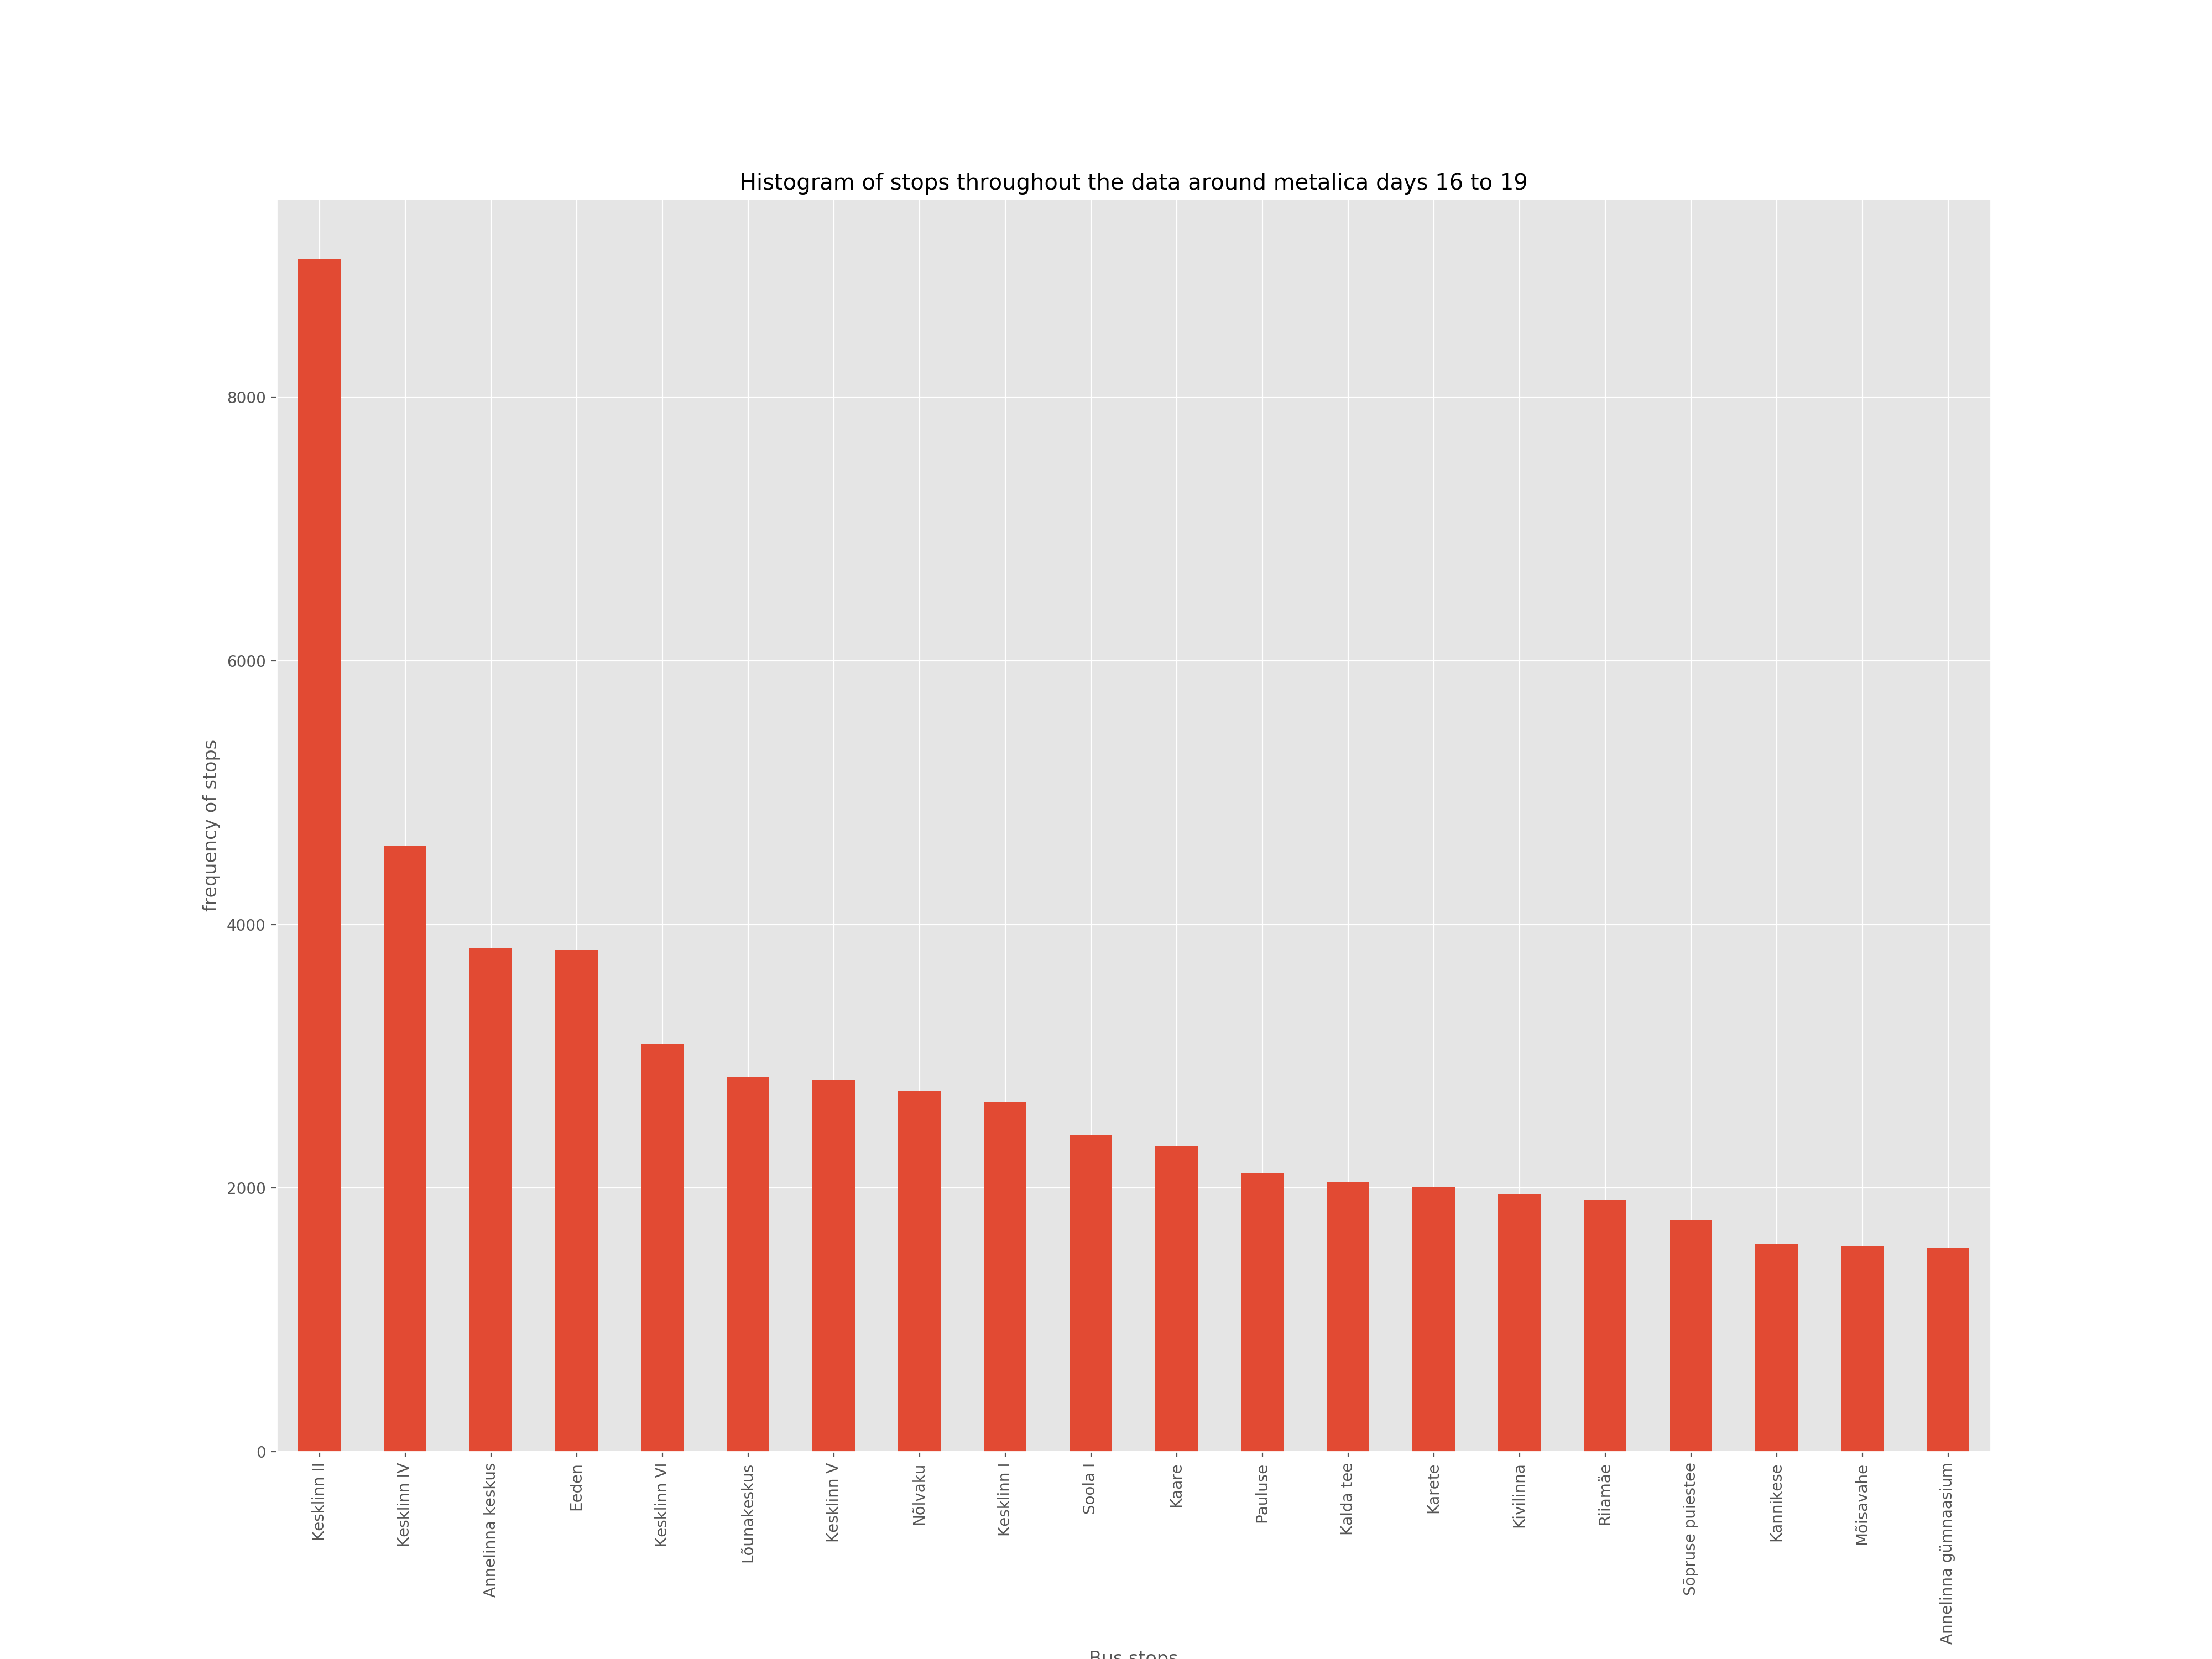 Histogram of stops throughout the data around metalica days 16 to 19
frequency of stops
8000
6000
4000
2000
0
Kesklinn II
Kesklinn IV
Annelinna keskus
Eeden
Kesklinn VI
Lõunakeskus
Kesklinn V
Nõlvaku
Kesklinn I
Soola I
Kaare
Pauluse
Kalda tee
Karete
Kivilinna
Riiamäe
Sõpruse puiestee
Kannikese
Mõisavahe
Annelinna gümnaasium
Bus stops